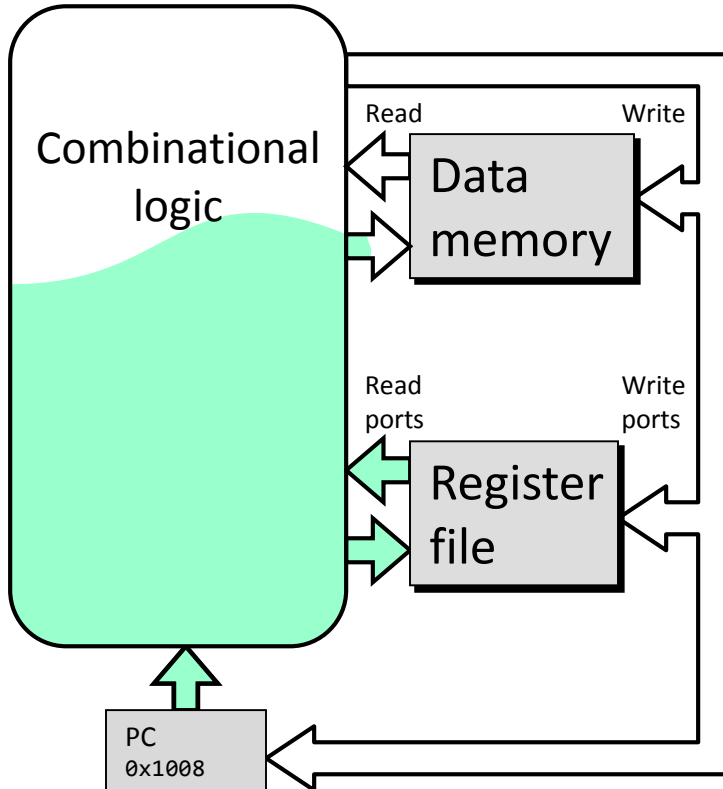 Combinational
logic
Read
Write
Data
memory
Read
ports
Write
ports
Register
file
PC
0x1008